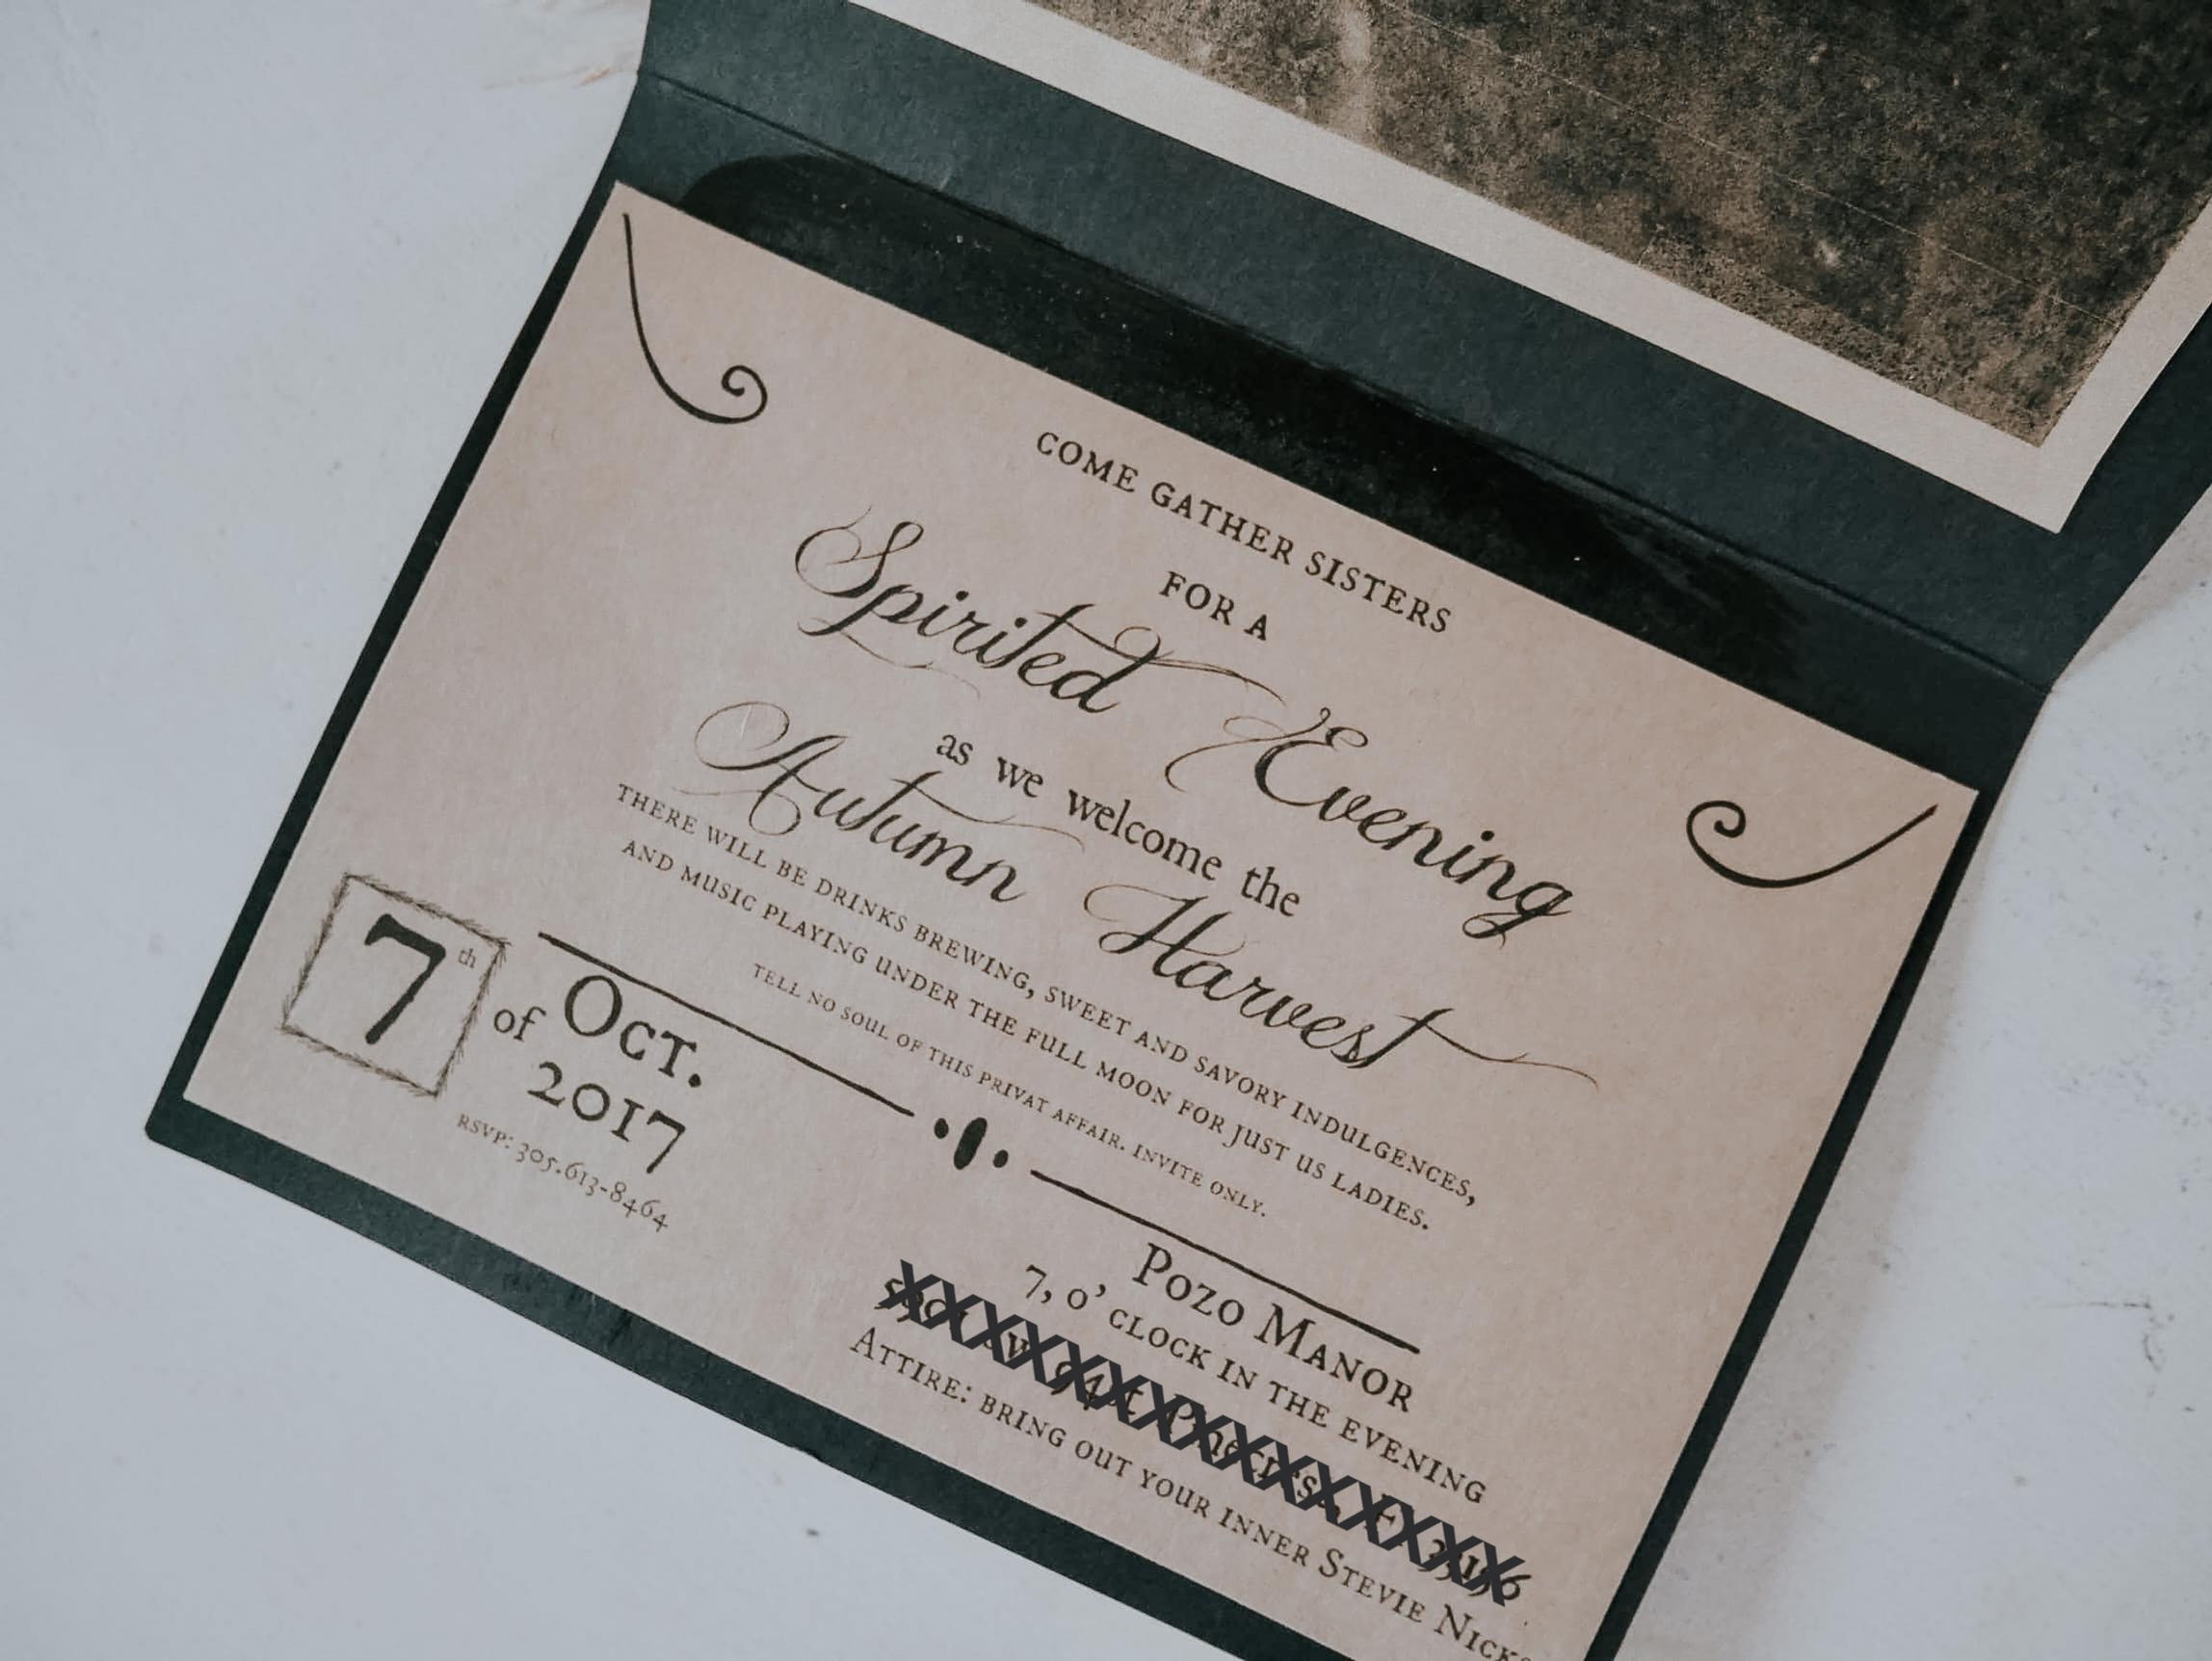 COME GATHER SISTERS
FOR A
Spirited Evening
as we welcome the
Autumn Harvest
THERE WILL BE DRINKS BREWING, SWEET AND SAVORY INDULGENCES,
AND MUSIC PLAYING UNDER THE FULL MOON FOR JUST US LADIES.
TELL NO SOUL OF THIS PRIVAT AFFAIR. INVITE ONLY.
7th of Oct.
2017
RSVP: 305.613-8464
POZO MANOR
7, O' CLOCK IN THE EVENING
ATTIRE: BRING OUT YOUR INNER STEVIE NICKS